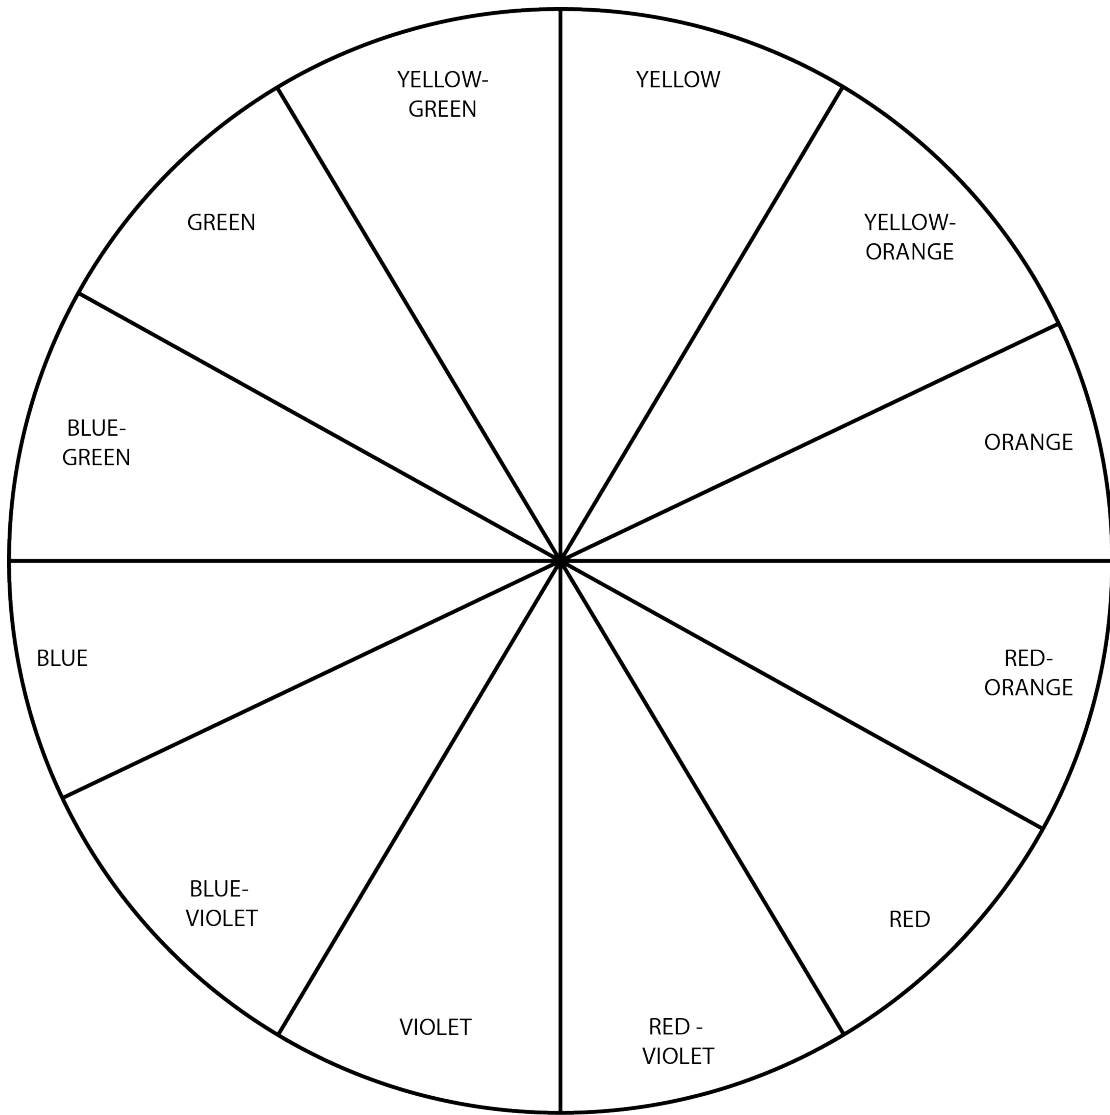 YELLOW-
GREEN
YELLOW
GREEN
YELLOW-
ORANGE
BLUE-
GREEN
ORANGE
BLUE
RED-
ORANGE
BLUE-
VIOLET
RED
VIOLET
RED -
VIOLET